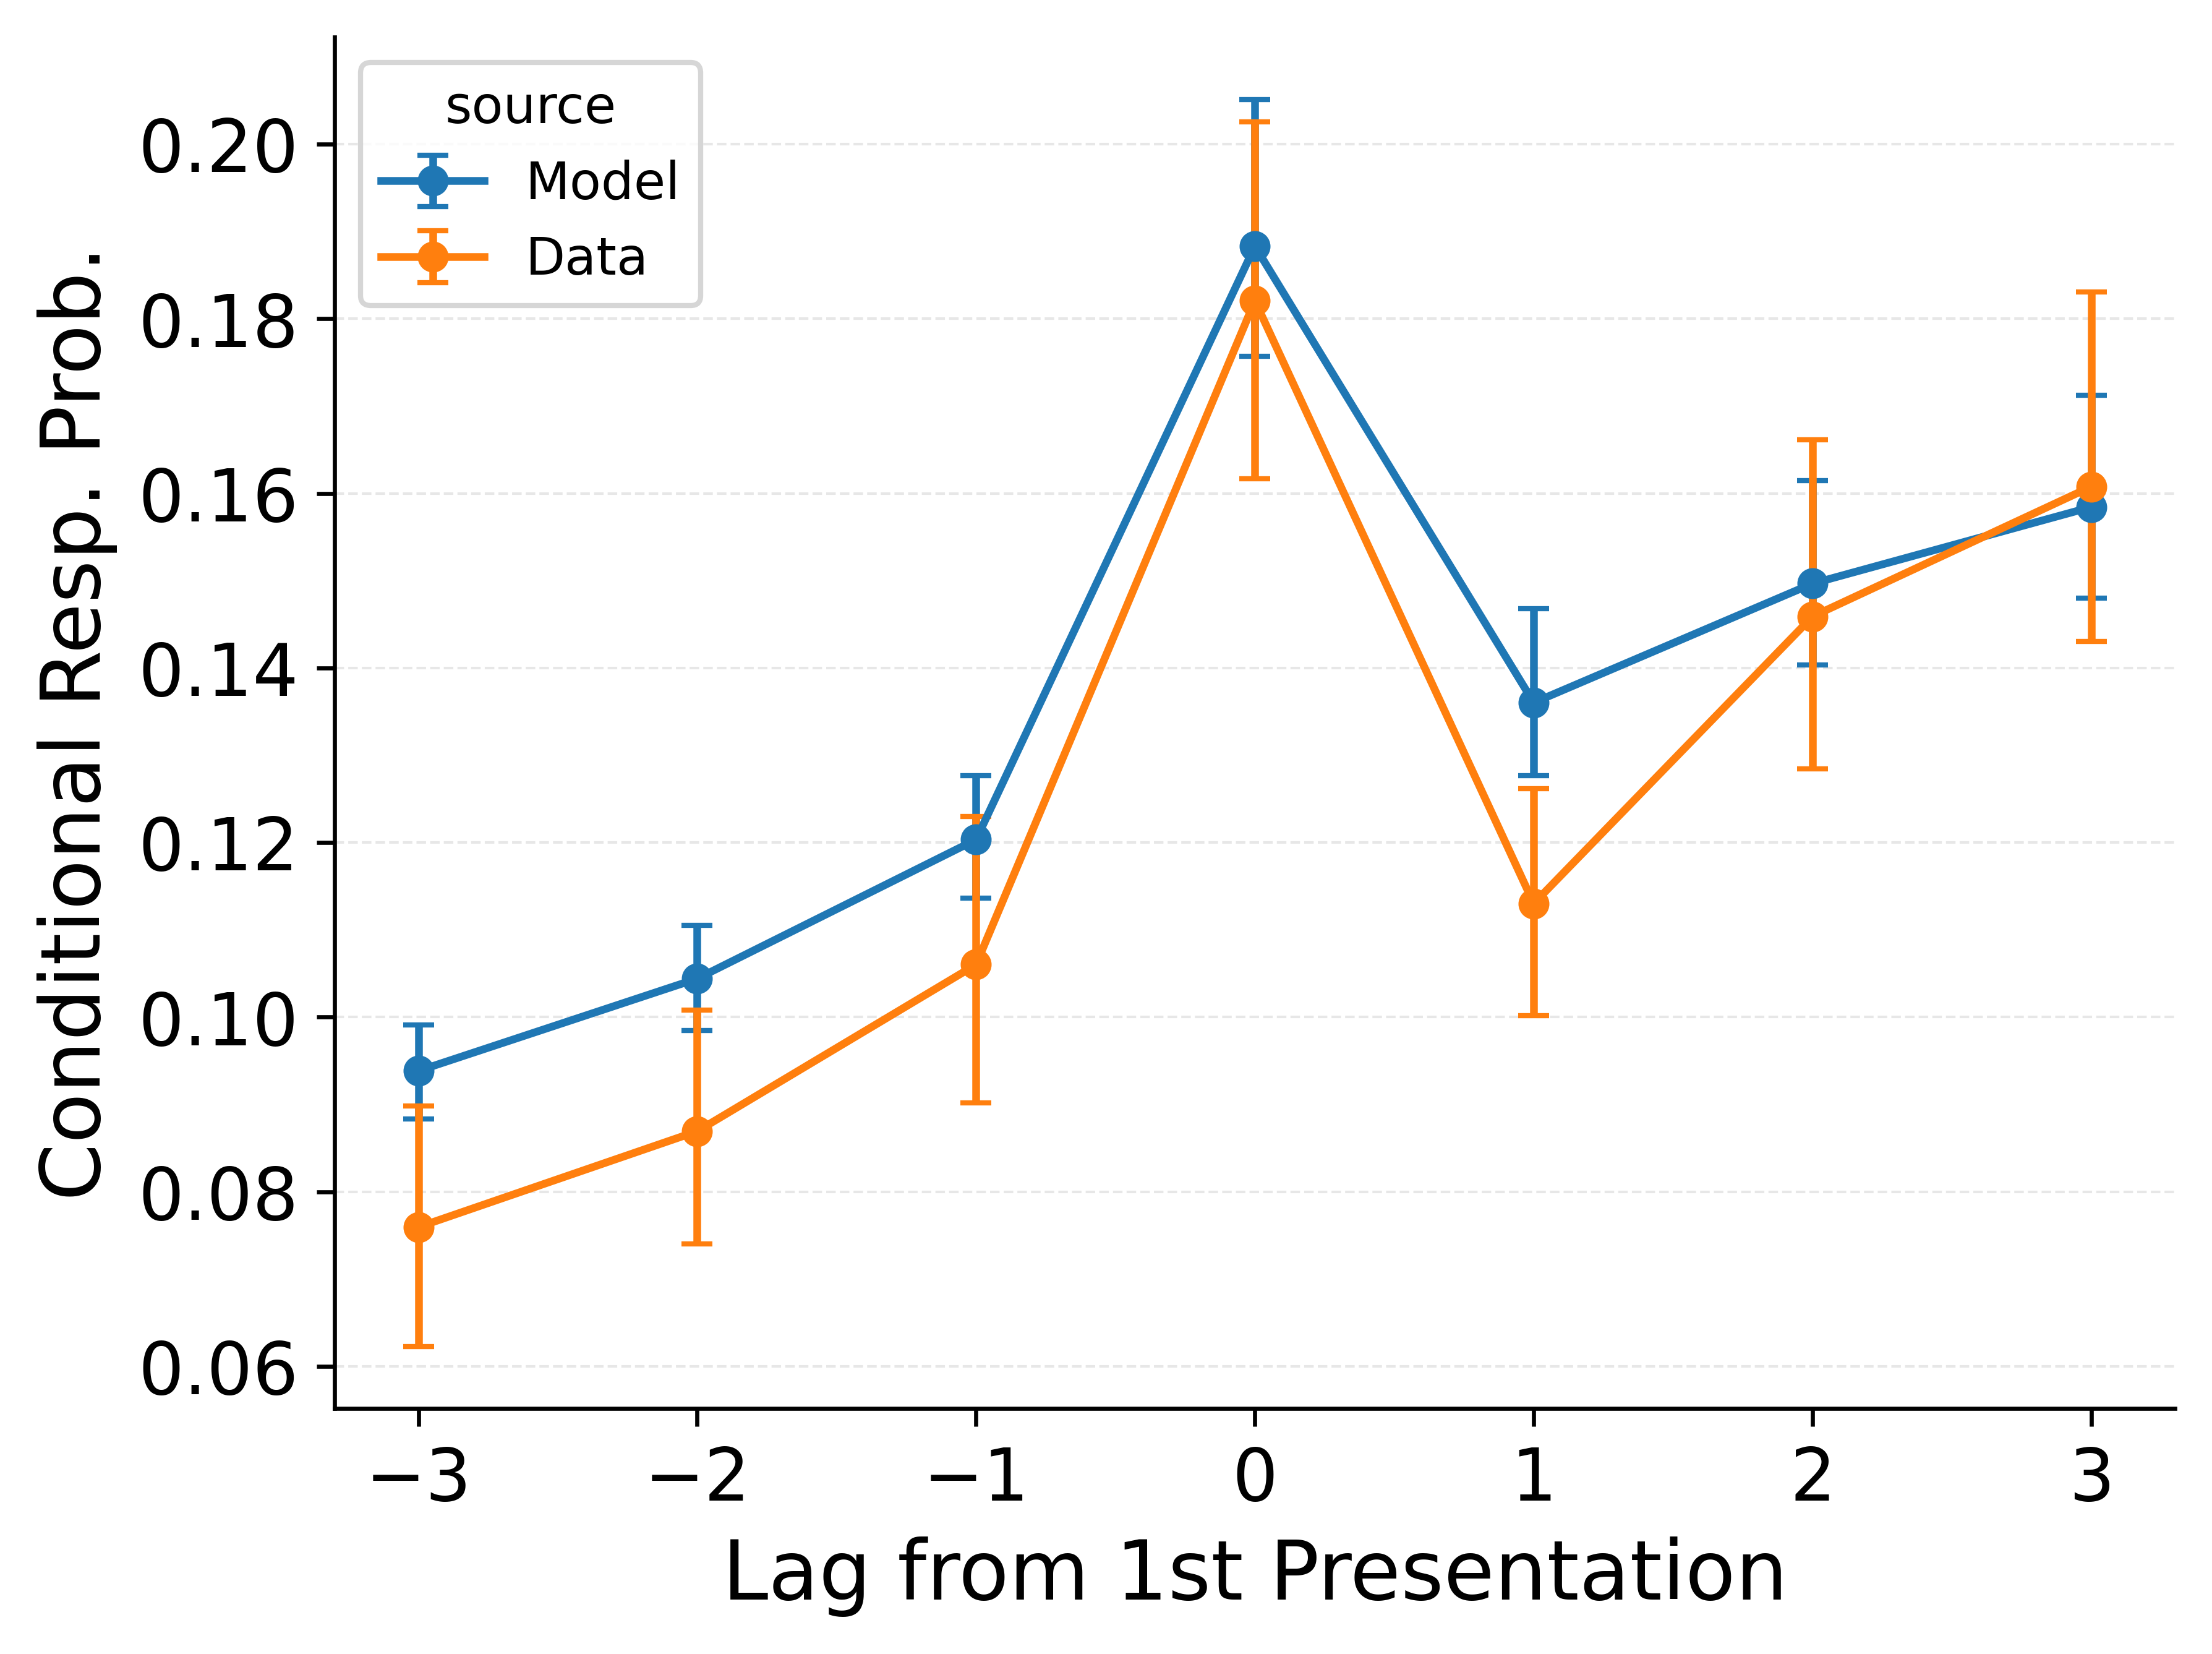 source
Model
Data
Conditional Resp. Prob.
0.20
0.18
0.16
0.14
0.12
0.10
0.08
0.06
−3 −2 −1 0 1 2 3
Lag from 1st Presentation